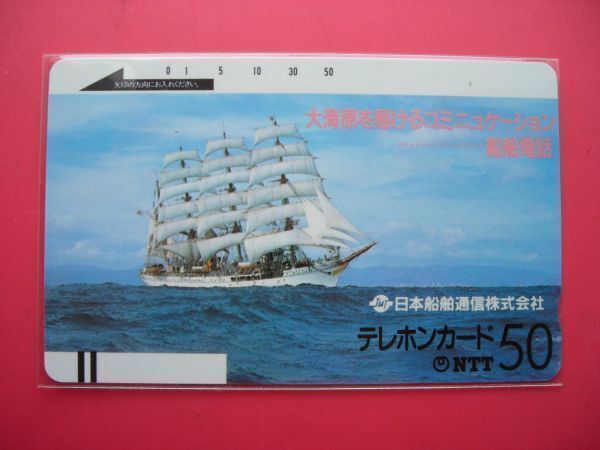 0 1 5 10 30 50
矢印の方向にお入れください。
大海原を駆けるコミニュケーション
船舶電話
JMT 日本船舶通信株式会社
テレホンカード 50
NTT